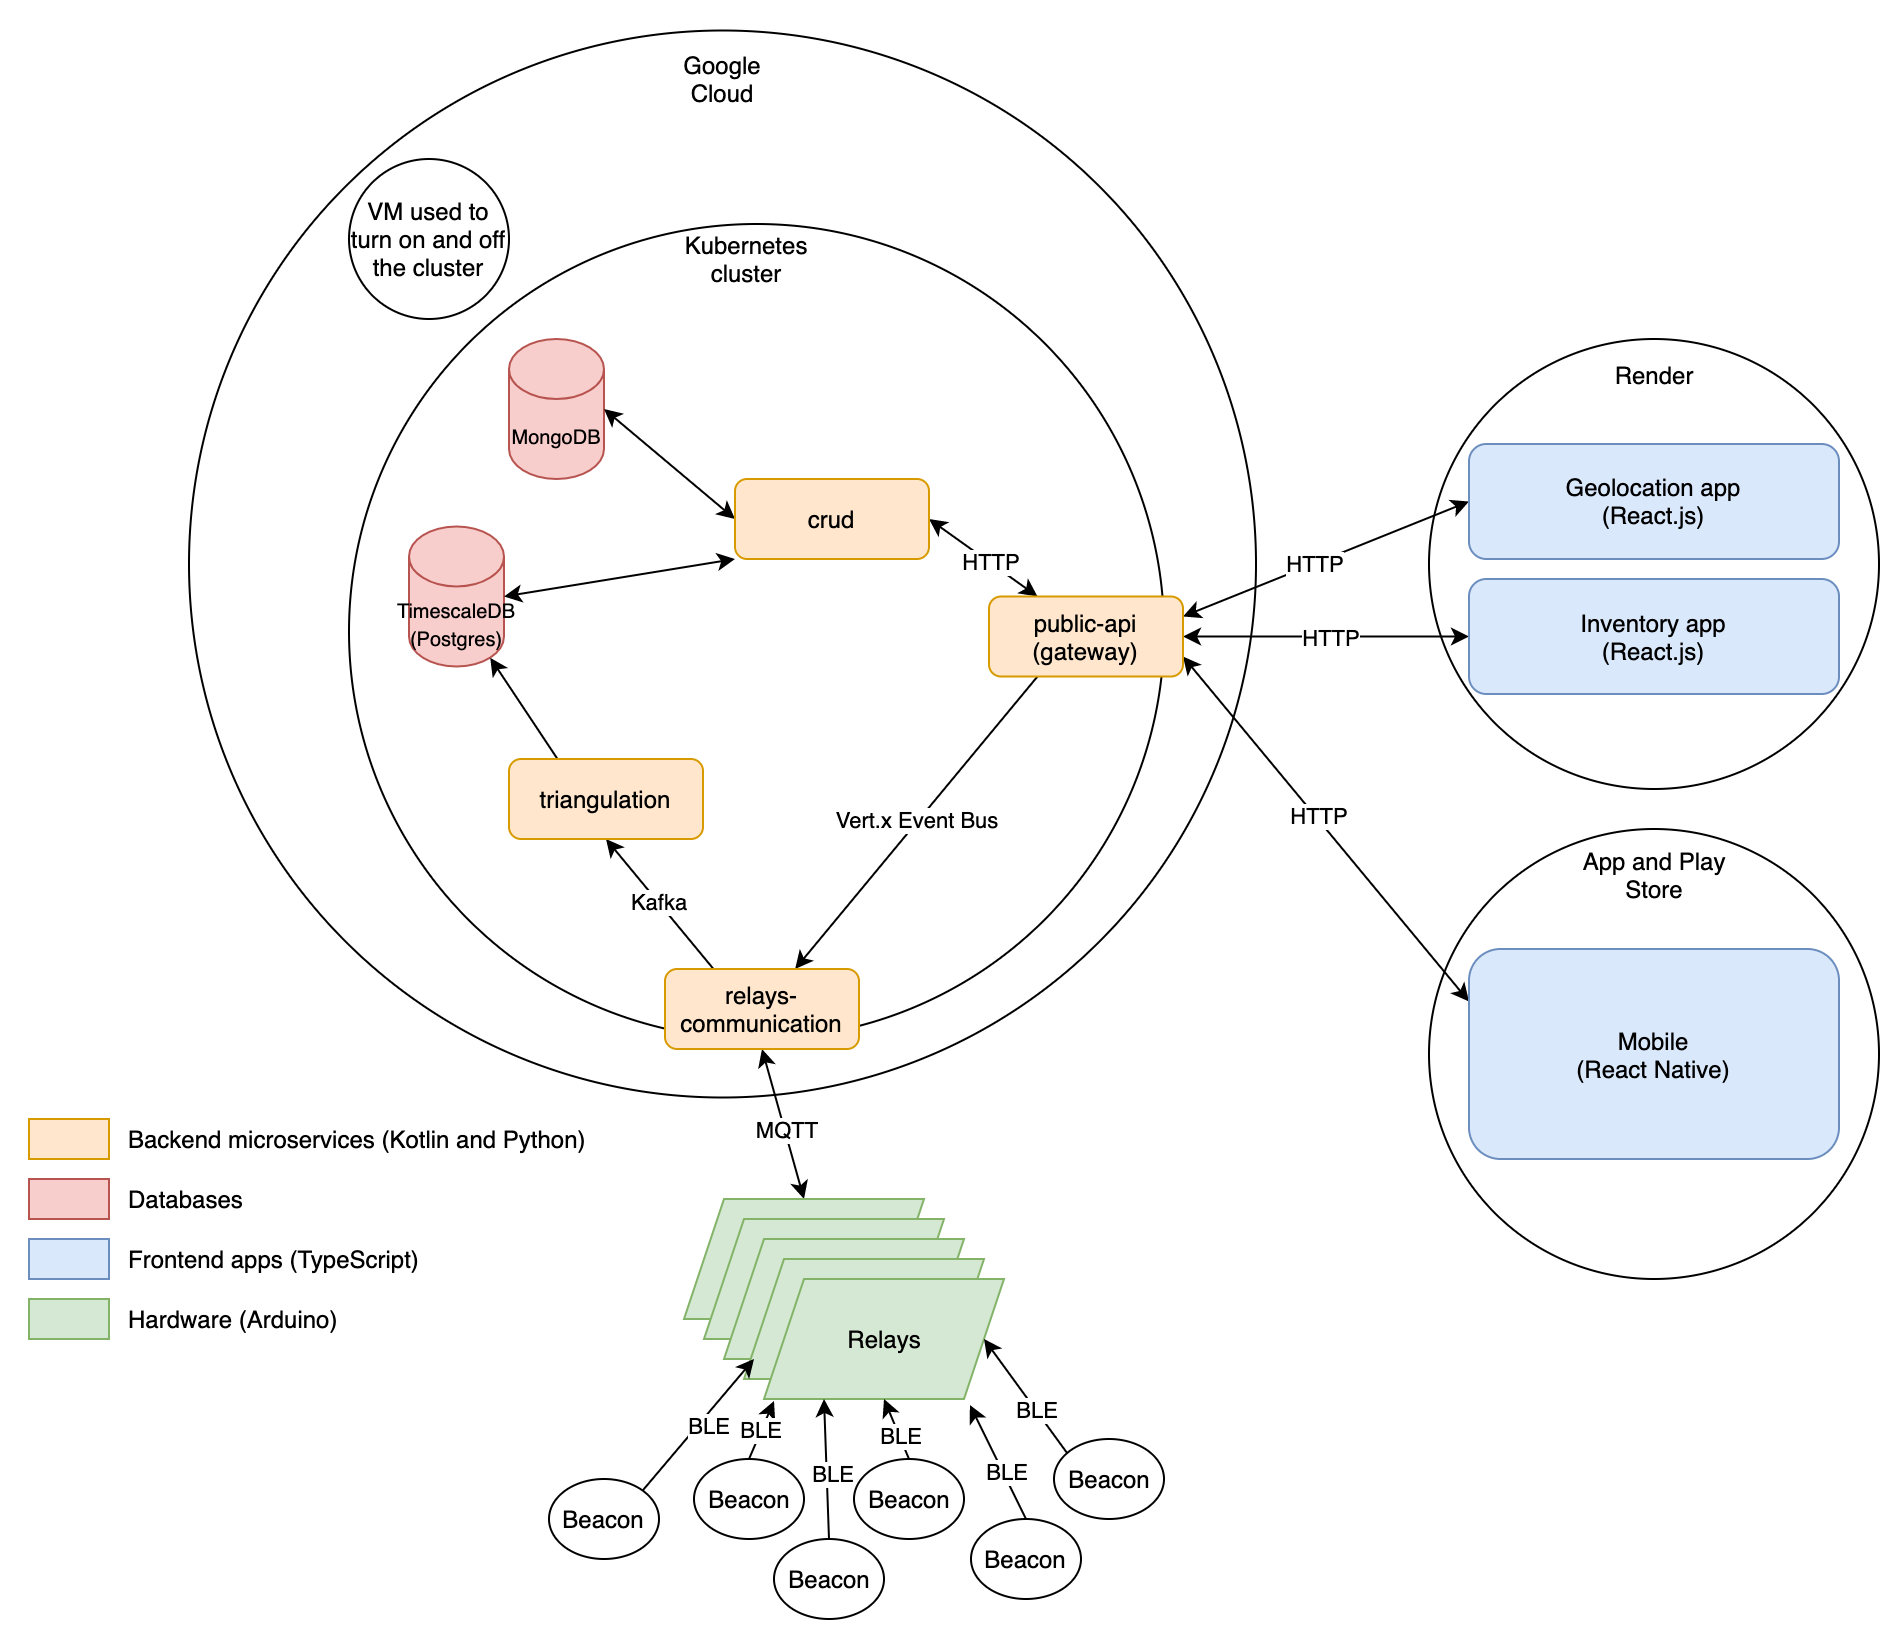 Google
Cloud
VM used to
turn on and off
the cluster
Kubernetes
cluster
MongoDB
crud
HTTP
TimescaleDB
(Postgres)
public-api
(gateway)
triangulation
Vert.x Event Bus
Kafka
relays-
communication
HTTP
HTTP
HTTP
Render
Geolocation app
(React.js)
Inventory app
(React.js)
App and Play
Store
Mobile
(React Native)
MQTT
Backend microservices (Kotlin and Python)
Databases
Frontend apps (TypeScript)
Hardware (Arduino)
Relays
BLE
BLE
BLE
BLE
BLE
BLE
Beacon
Beacon
Beacon
Beacon
Beacon
Beacon